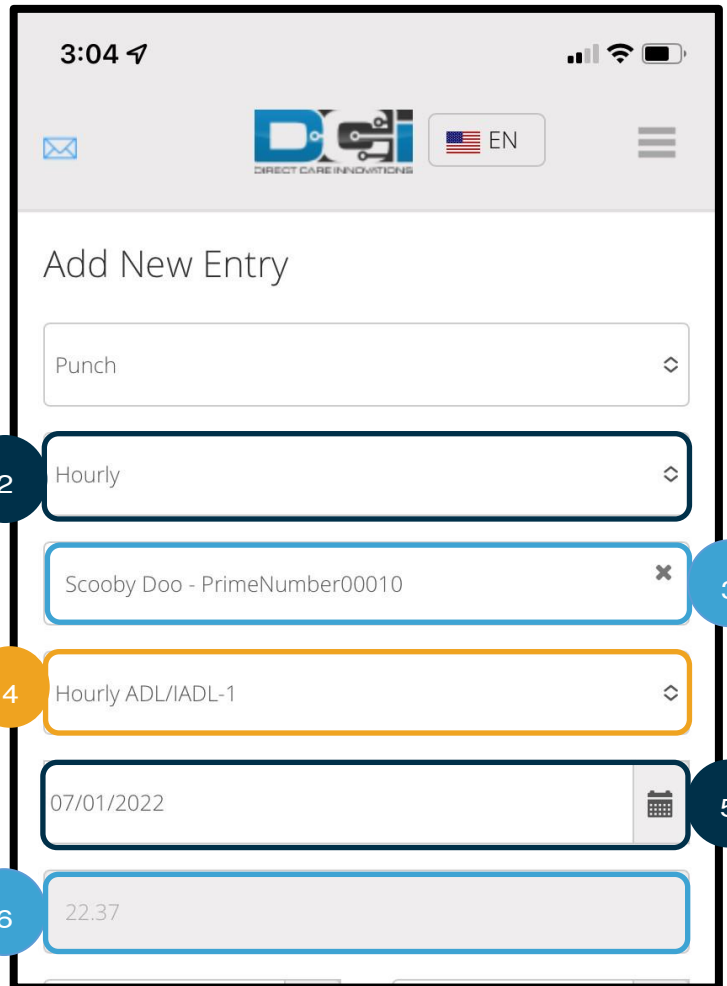 3:04
DCI
DIRECT CARE INNOVATIONS
EN
Add New Entry
Punch
2
Hourly
Scooby Doo - PrimeNumber00010
3
4
Hourly ADL/IADL-1
07/01/2022
5
6
22.37